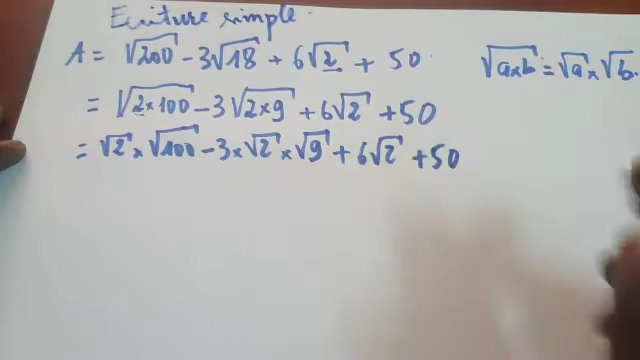 Ecriture simple.
A = √200 - 3√18 + 6√2 + 50
√a×b = √a × √b.
= √2×100 - 3√2×9 + 6√2 + 50
= √2 × √100 - 3×√2 × √9 + 6√2 + 50